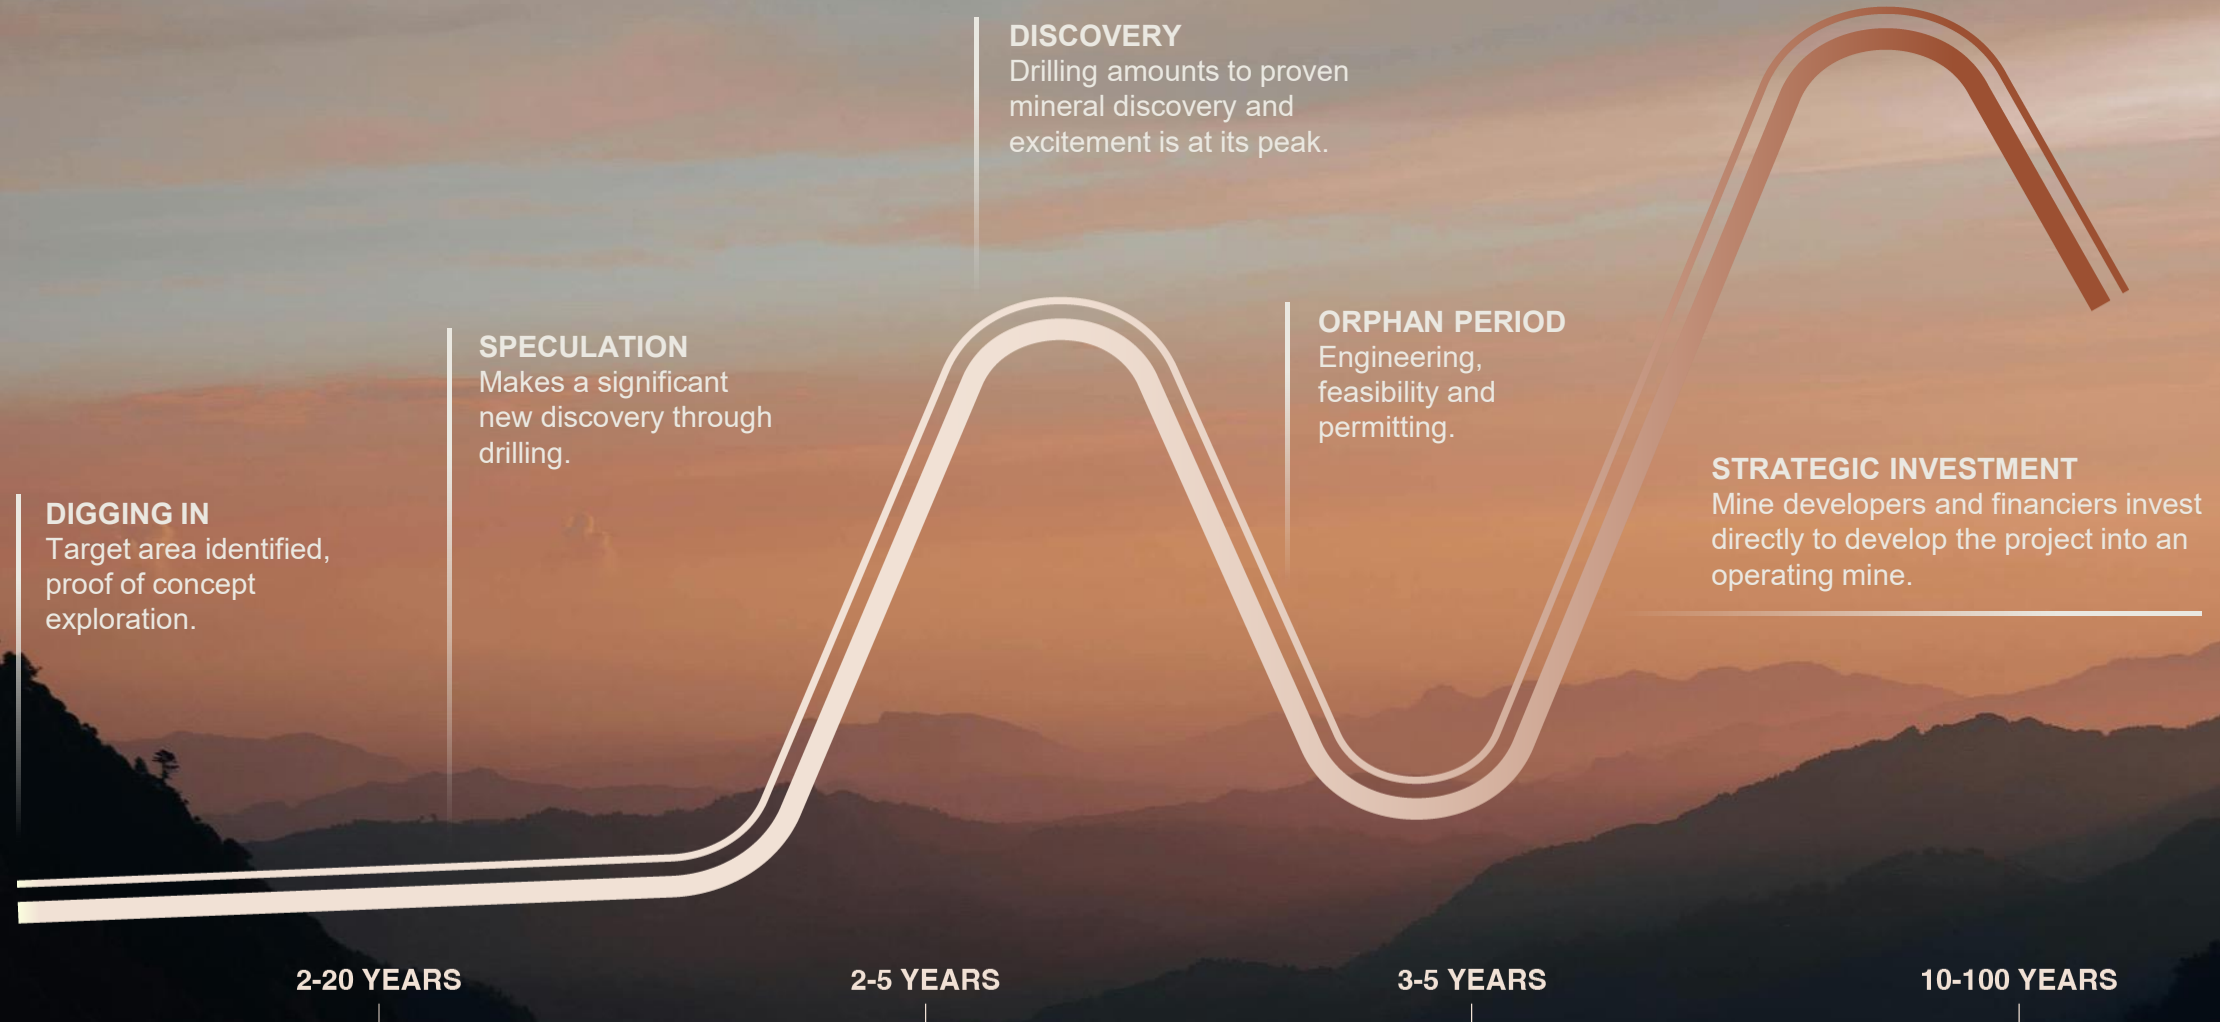 DISCOVERY
Drilling amounts to proven
mineral discovery and
excitement is at its peak.
SPECULATION
Makes a significant
new discovery through
drilling.
ORPHAN PERIOD
Engineering,
feasibility and
permitting.
DIGGING IN
Target area identified,
proof of concept
exploration.
STRATEGIC INVESTMENT
Mine developers and financiers invest
directly to develop the project into an
operating mine.
2-20 YEARS
2-5 YEARS
3-5 YEARS
10-100 YEARS